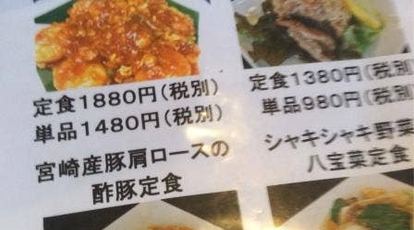 定食1880円(税別)
単品1480円(税別)
宮崎産豚肩ロースの
酢豚定食
定食1380円(税別)
単品980円(税別
シャキシャキ野菜
八宝菜定食